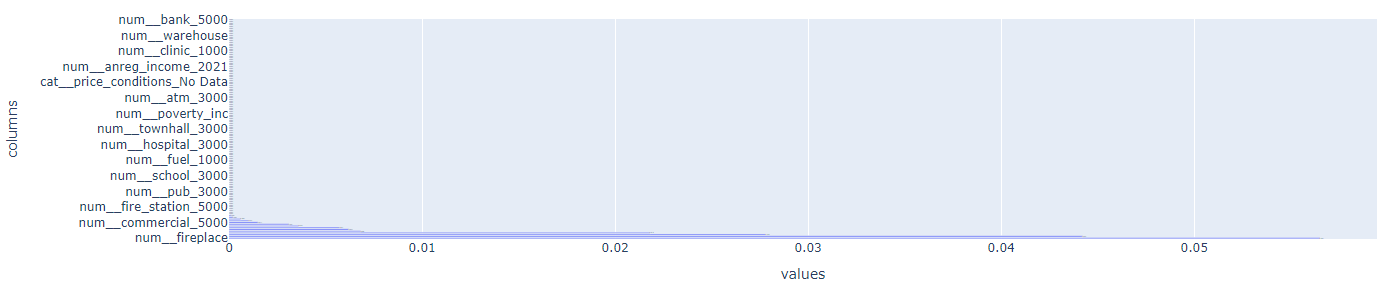 num__bank_5000
num__warehouse
num__clinic_1000
num__anreg_income_2021
cat__price_conditions_No Data
num__atm_3000
num__poverty_inc
num__townhall_3000
num__hospital_3000
num__fuel_1000
num__school_3000
num__pub_3000
num__fire_station_5000
num__commercial_5000
num__fireplace
columns
0 0.01 0.02 0.03 0.04 0.05
values